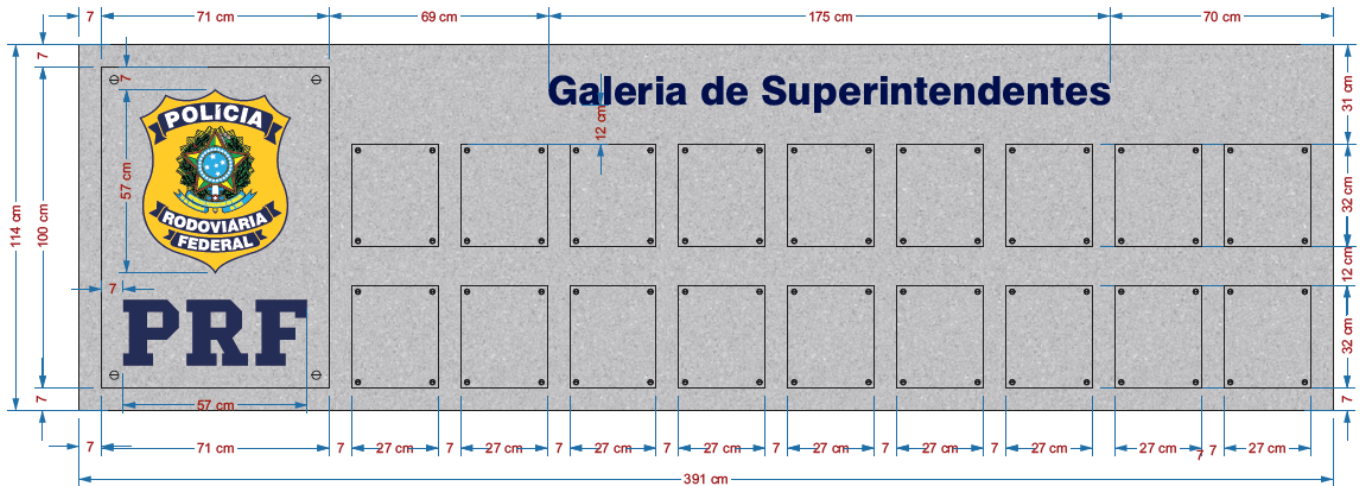 7 71 cm 69 cm 175 cm 70 cm
7
7
Galeria de Superintendentes
31 cm
12 cm
POLÍCIA
RODOVIÁRIA
FEDERAL
57 cm
114 cm
100 cm
32 cm
12 cm
7
PRF
32 cm
7
57 cm
7
7 71 cm 7 27 cm 7 27 cm 7 27 cm 7 27 cm 7 27 cm 7 27 cm 7 27 cm 7 27 cm 7 7 27 cm
391 cm